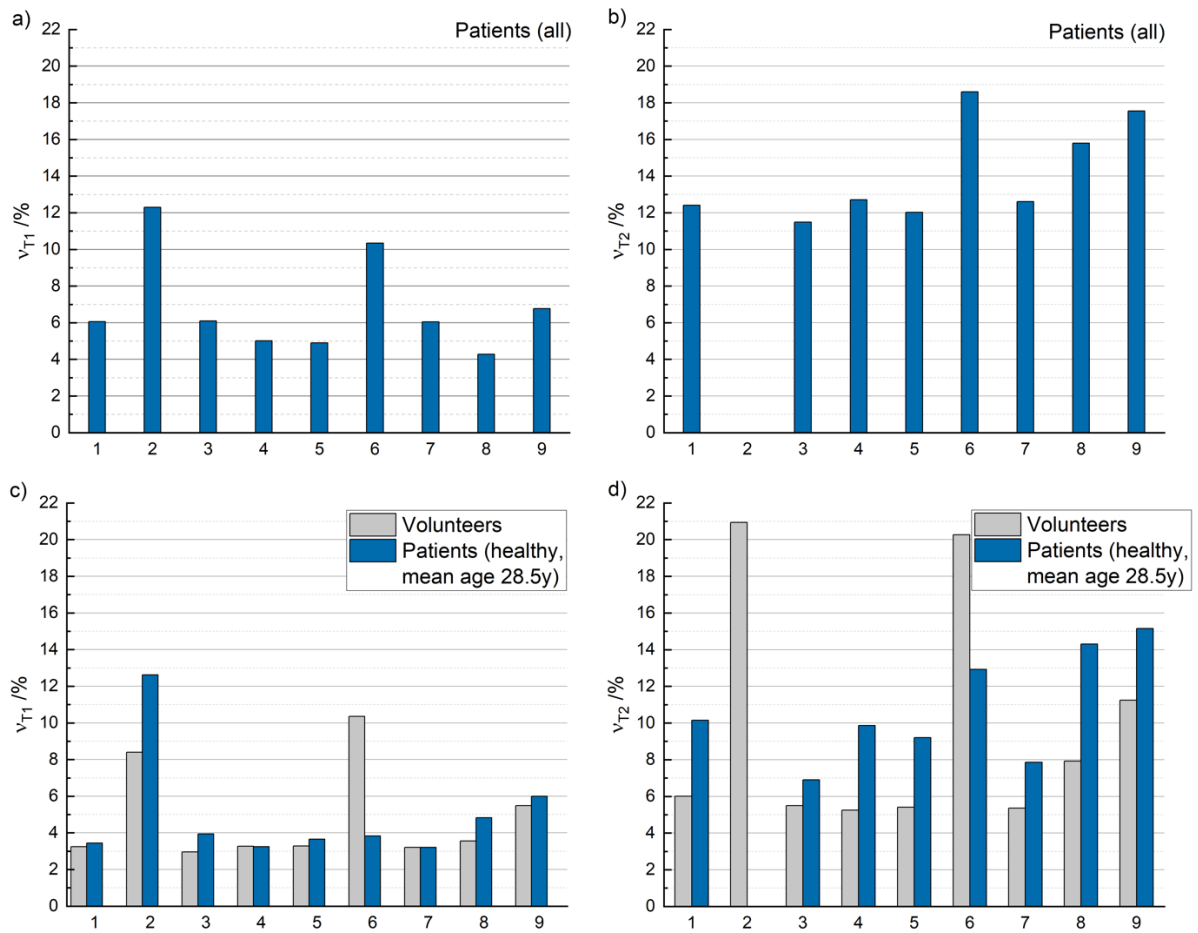 a)
Patients (all)
22
20
18
16
14
12
10
8
6
4
2
0
νT1 /%
1 2 3 4 5 6 7 8 9
b)
Patients (all)
22
20
18
16
14
12
10
8
6
4
2
0
νT2 /%
1 2 3 4 5 6 7 8 9
c)
Volunteers
Patients (healthy,
mean age 28.5y)
22
20
18
16
14
12
10
8
6
4
2
0
νT1 /%
1 2 3 4 5 6 7 8 9
d)
Volunteers
Patients (healthy,
mean age 28.5y)
22
20
18
16
14
12
10
8
6
4
2
0
νT2 /%
1 2 3 4 5 6 7 8 9